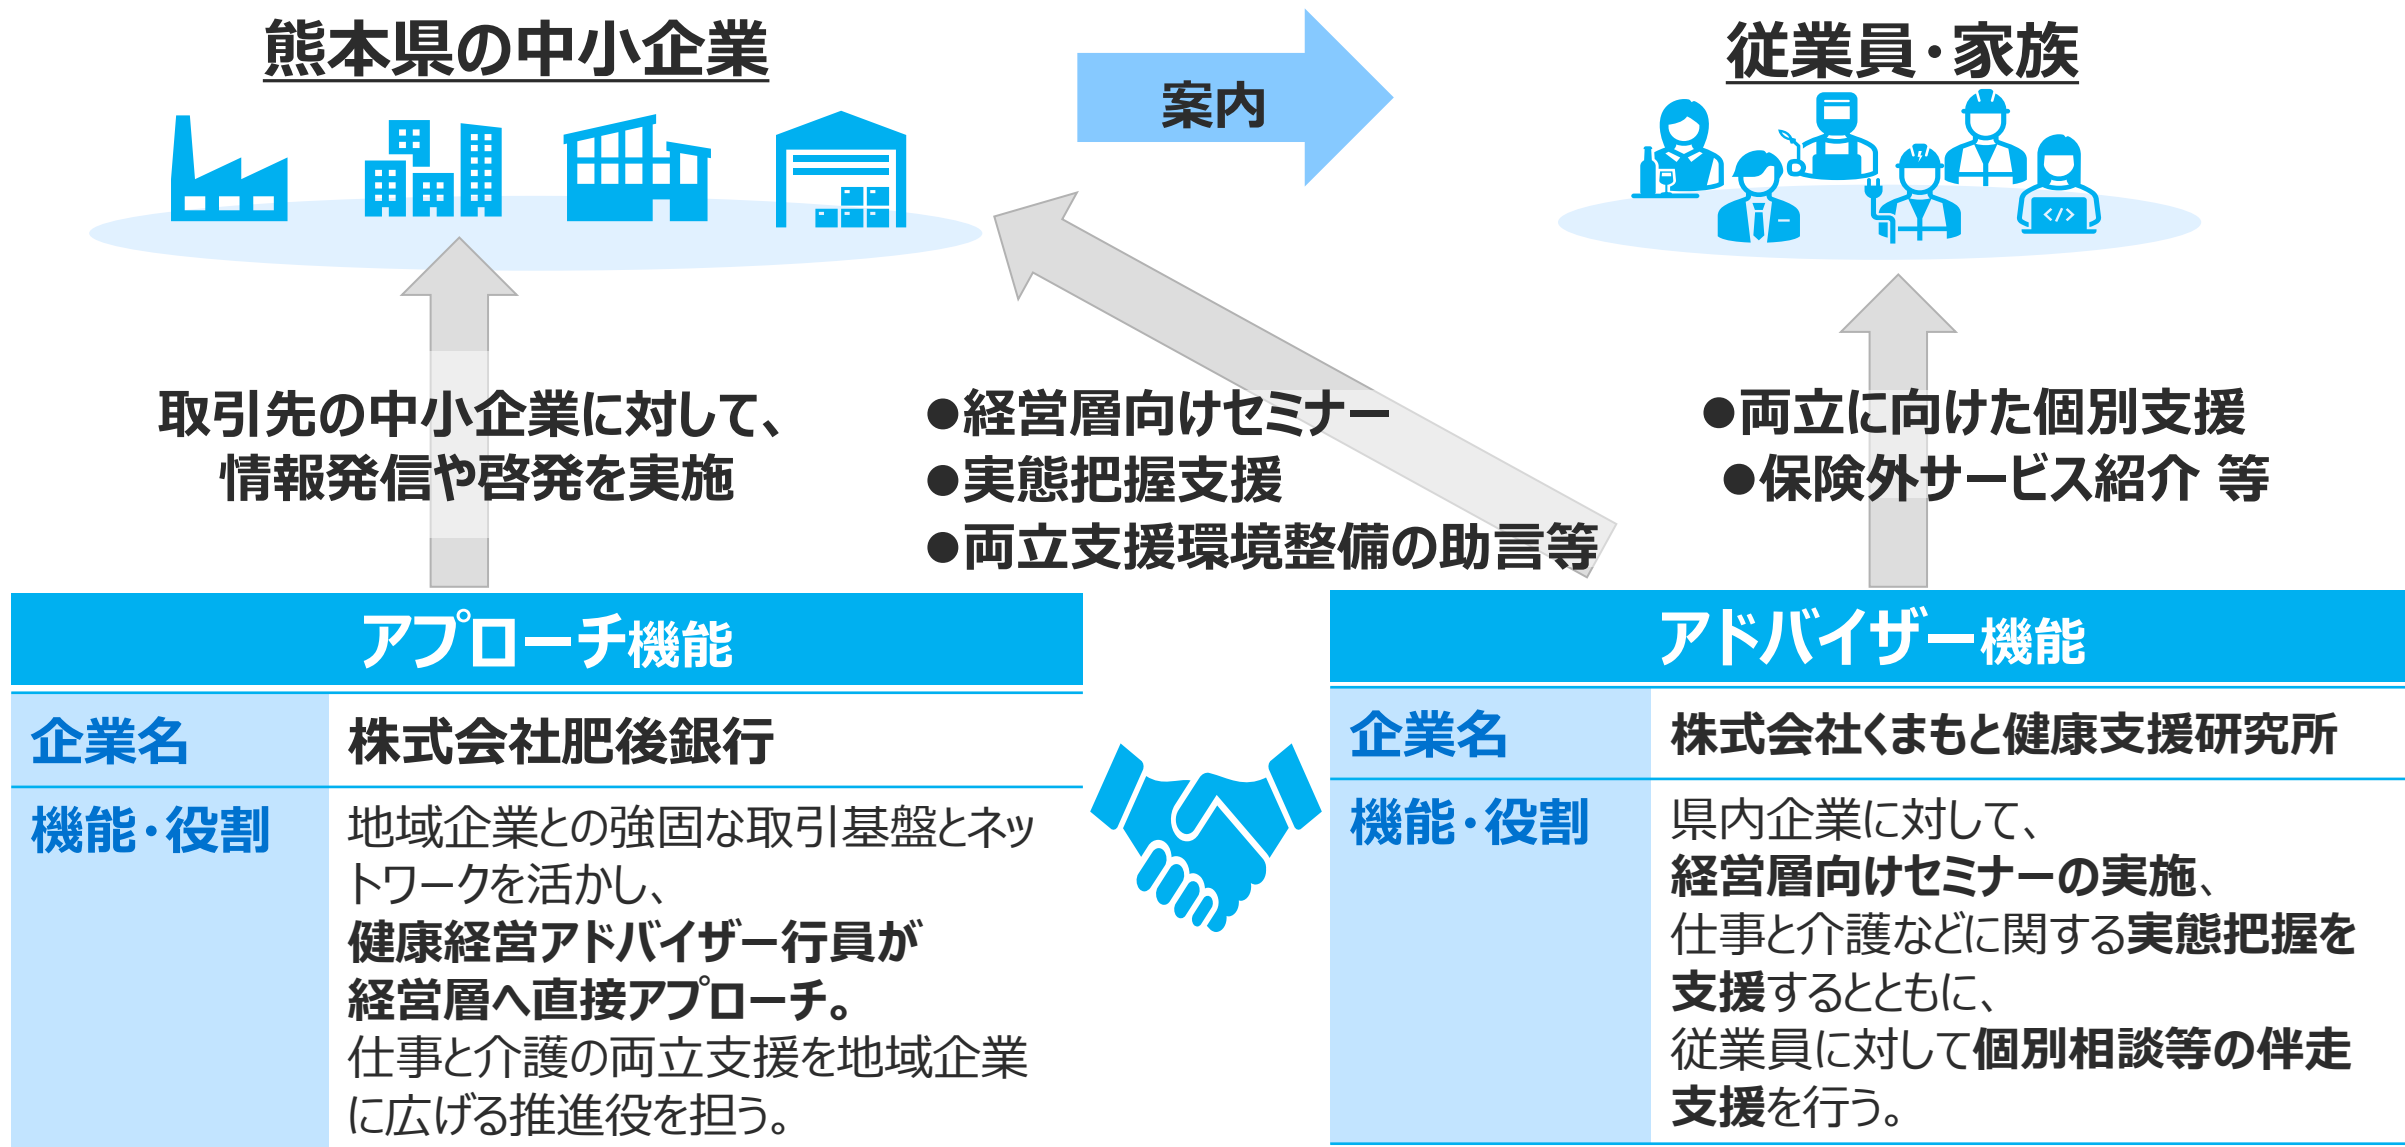 熊本県の中小企業
案内
従業員・家族
取引先の中小企業に対して、
情報発信や啓発を実施
●経営層向けセミナー
●実態把握支援
●両立支援環境整備の助言等
●両立に向けた個別支援
●保険外サービス紹介 等
アプローチ機能
企業名
株式会社肥後銀行
機能・役割
地域企業との強固な取引基盤とネッ
トワークを活かし、
健康経営アドバイザー行員が
経営層へ直接アプローチ。
仕事と介護の両立支援を地域企業
に広げる推進役を担う。
アドバイザー機能
企業名
株式会社くまもと健康支援研究所
機能・役割
県内企業に対して、
経営層向けセミナーの実施、
仕事と介護などに関する実態把握を
支援するとともに、
従業員に対して個別相談等の伴走
支援を行う。